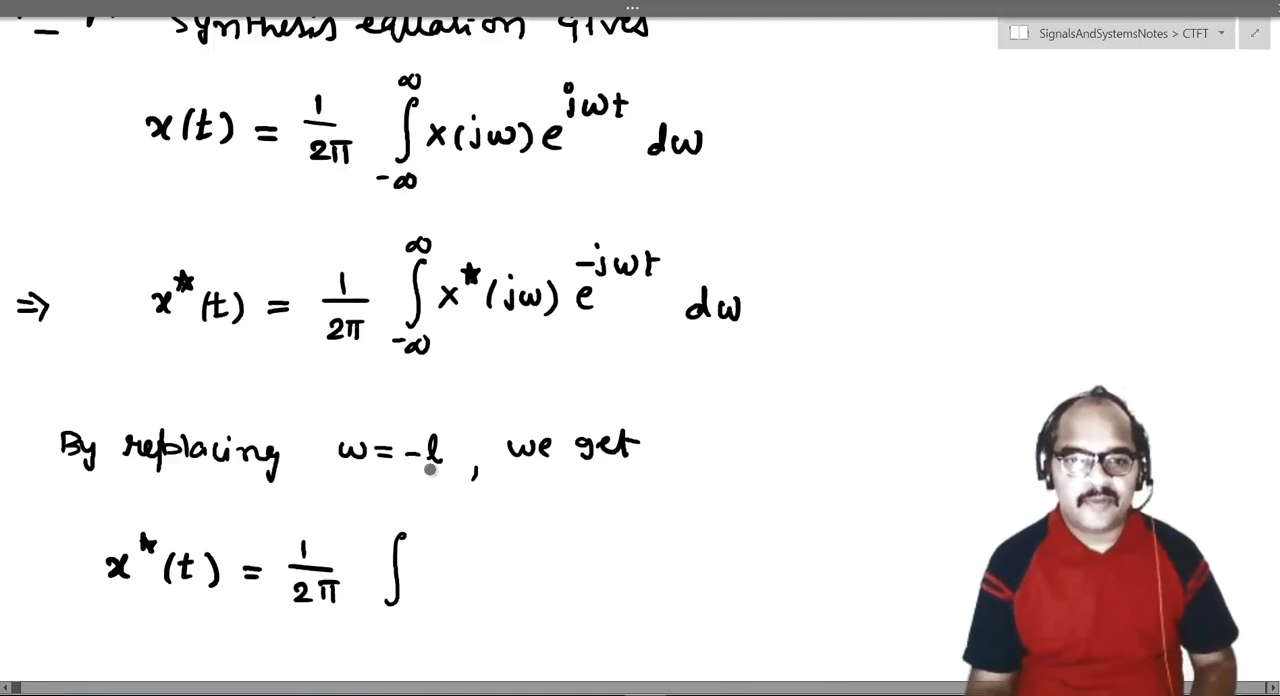 synthesis equation gives
SignalsAndSystemsNotes > CTFT
x(t) = 1/2π ∫_{-∞}^{∞} X(jω) e^{jωt} dω
⇒ x*(t) = 1/2π ∫_{-∞}^{∞} X*(jω) e^{-jωt} dω
By replacing ω = -l, we get
x*(t) = 1/2π ∫